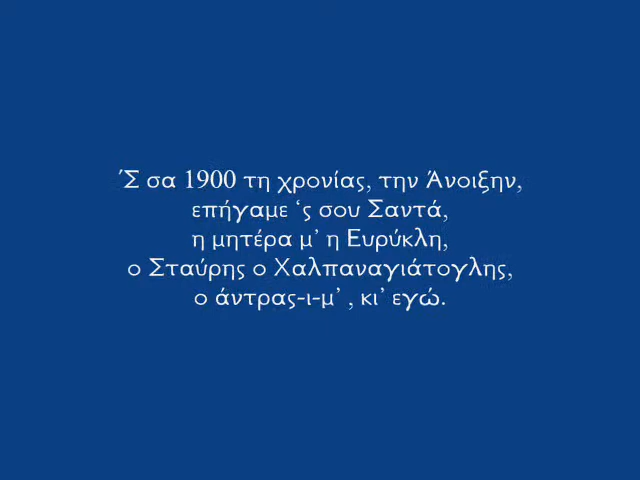 ΄Σ σα 1900 τη χρονίας, την Άνοιξην,
επήγαμε ‘ς σου Σαντά,
η μητέρα μ’ η Ευρύκλη,
ο Σταύρης ο Χαλπαναγιάτογλης,
ο άντρας-ι-μ’ , κι’ εγώ.